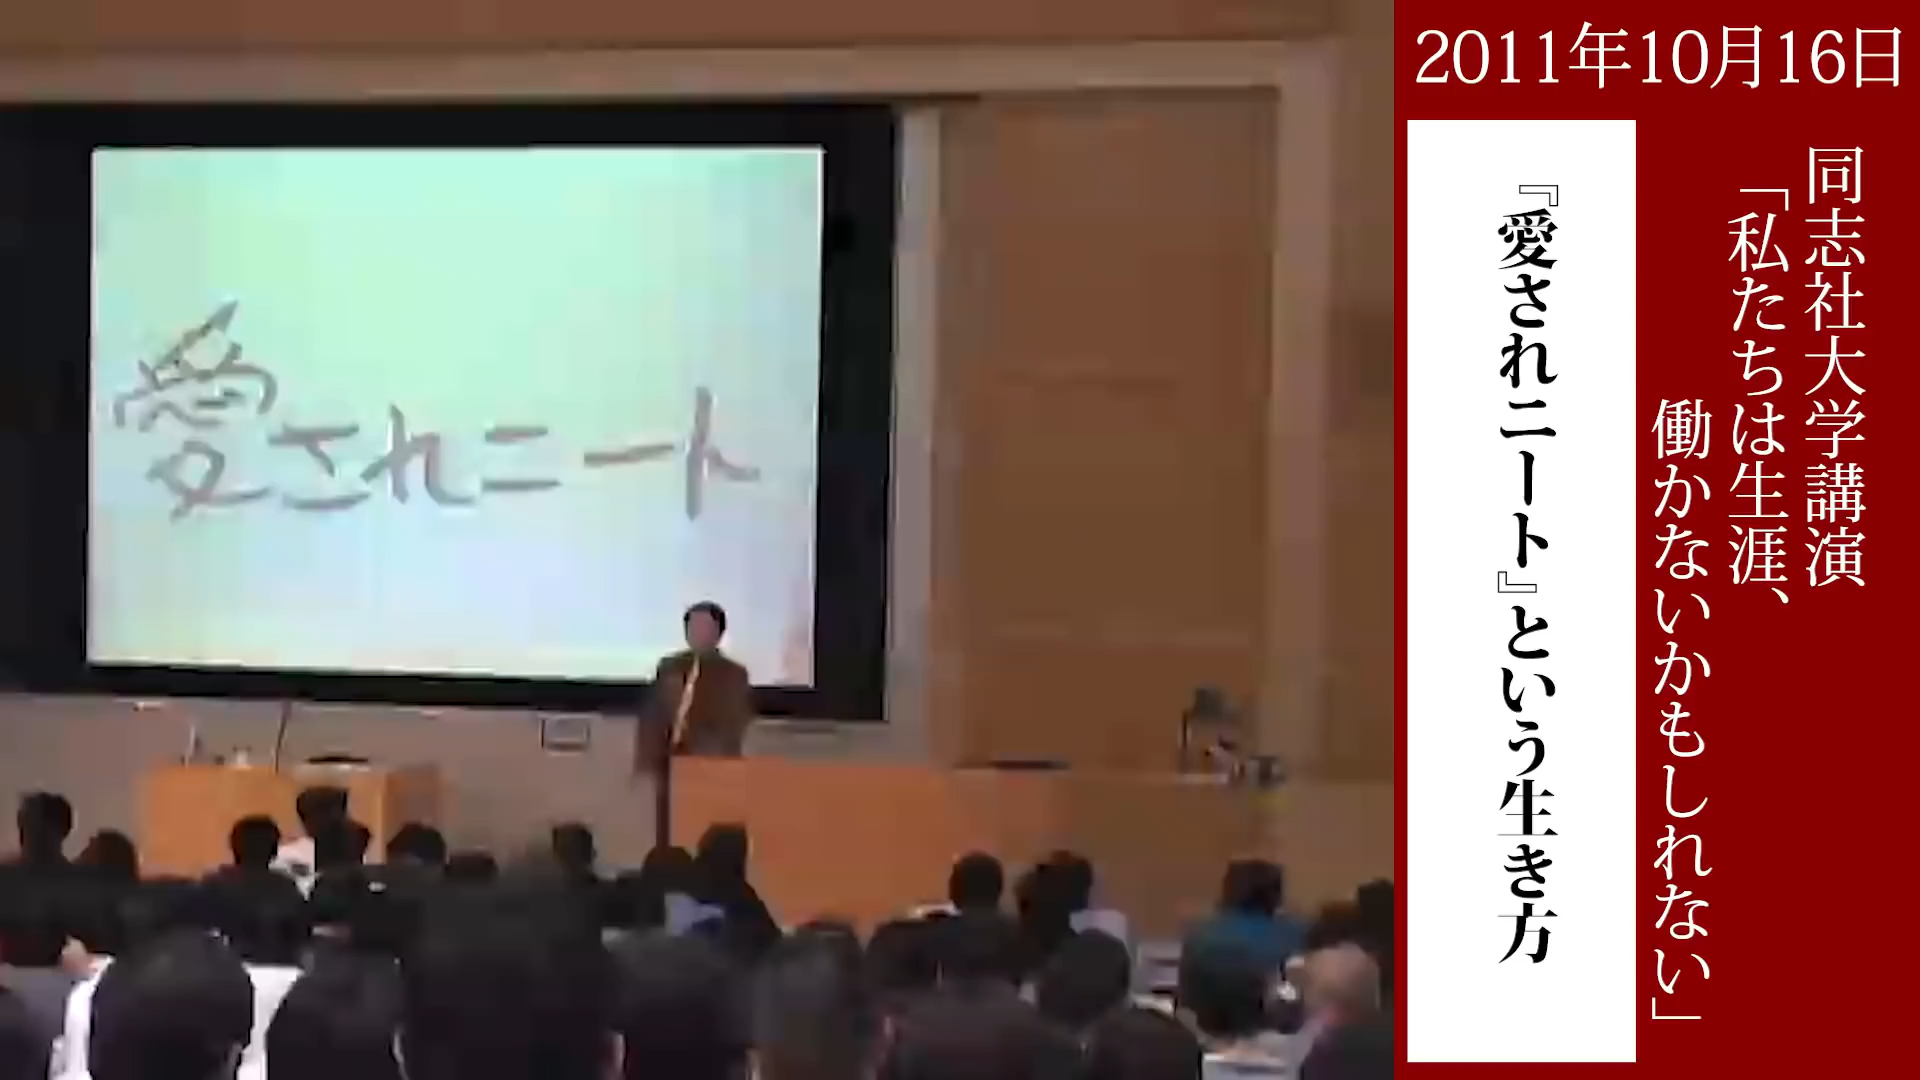 2011年10月16日
同志社大学講演
「私たちは生涯、
働かないかもしれない」
『愛されニート』という生き方
愛されニート